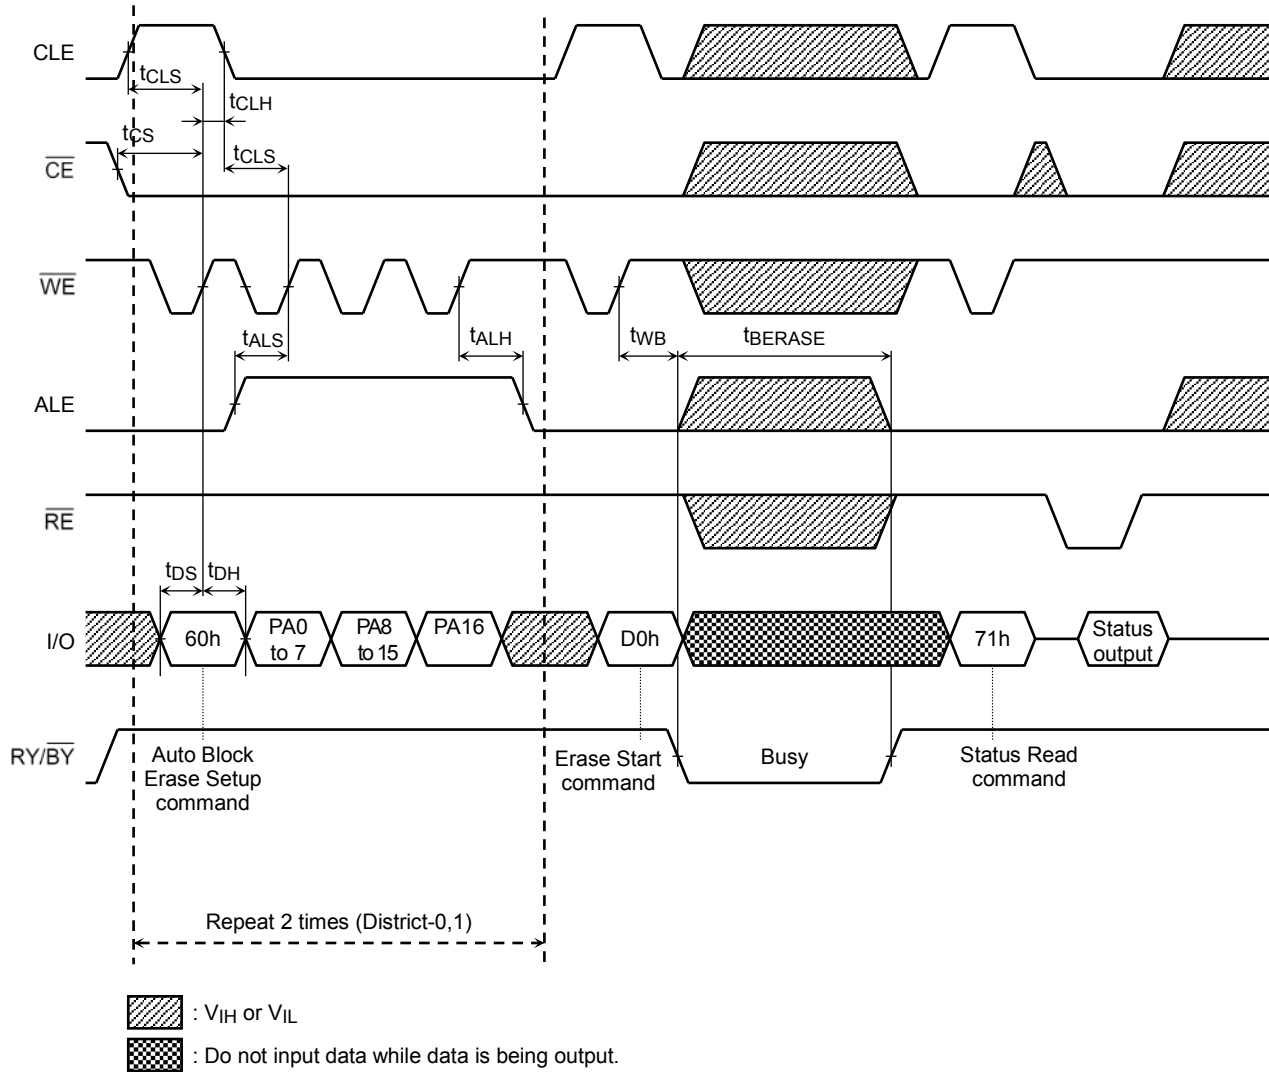 CLE
tCLS
tCLH
tCS
tCLS
CE
WE
tALS
tALH
tWB
tBERASE
ALE
RE
tDS
tDH
I/O
60h
PA0
to 7
PA8
to 15
PA16
D0h
71h
Status
output
RY/BY
Auto Block
Erase Setup
command
Erase Start
command
Busy
Status Read
command
Repeat 2 times (District-0,1)
: VIH or VIL
: Do not input data while data is being output.